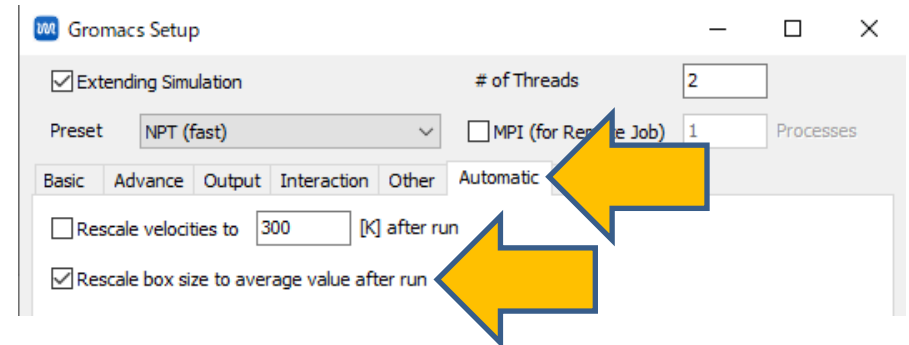 Gromacs Setup
Extending Simulation # of Threads 2
Preset NPT (fast) MPI (for Job) 1 Processes
Basic Advance Output Interaction Other Automatic
Rescale velocities to 300 [K] after run
Rescale box size to average value after run